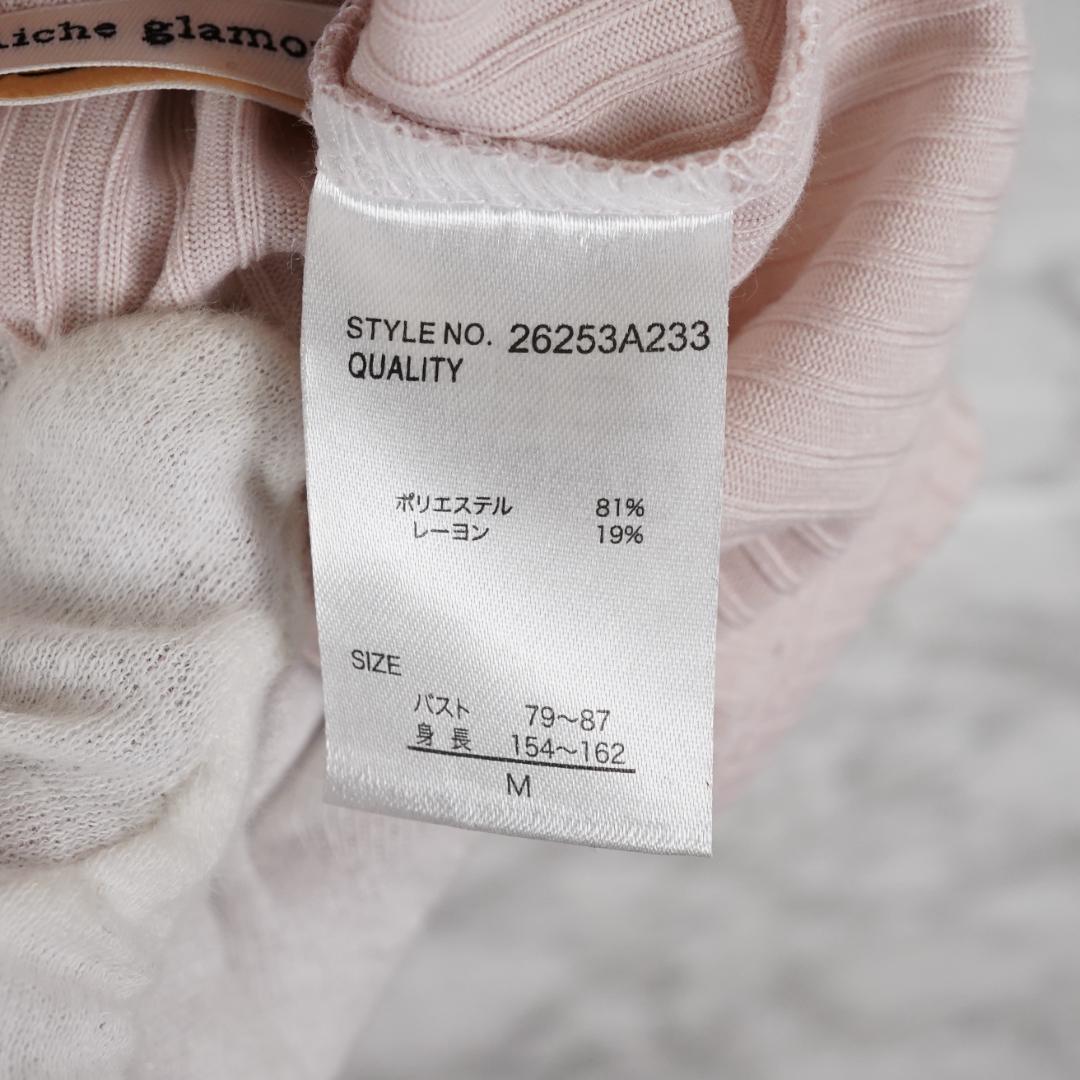 glamo
STYLE NO. 26253A233
QUALITY
ポリエステル 81%
レーヨン 19%
SIZE
バスト 79～87
身長 154～162
M